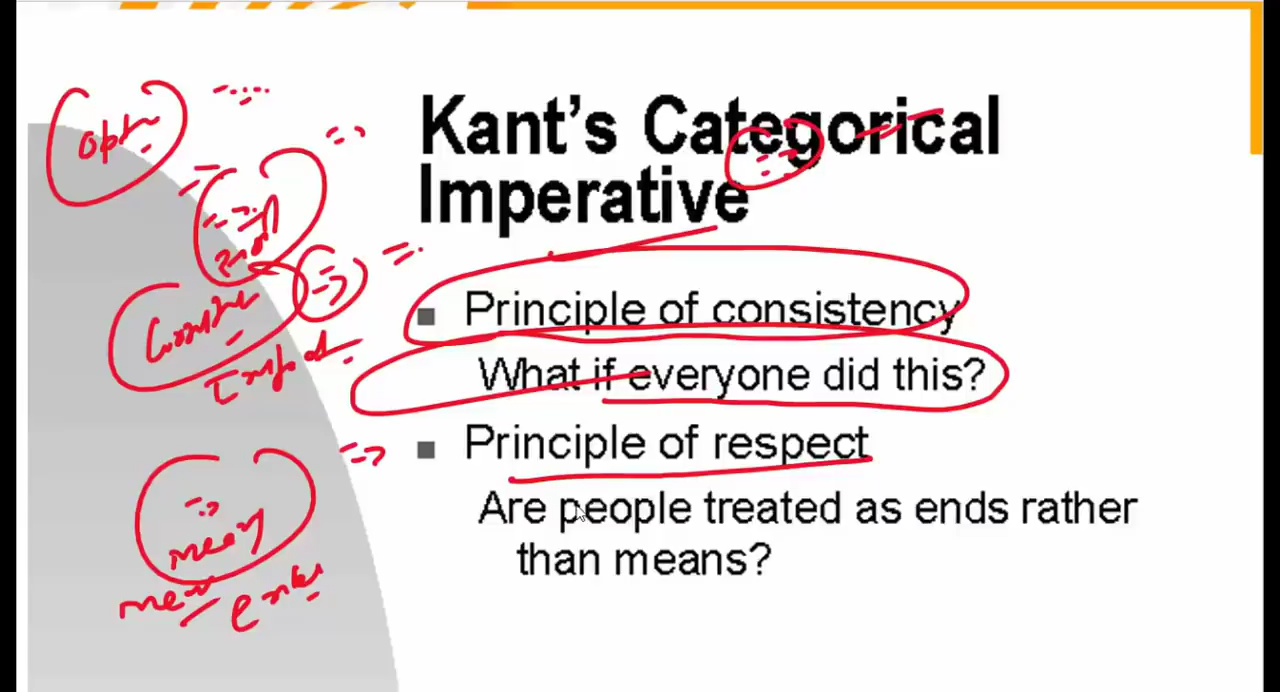 Kant's Categorical
Imperative
Principle of consistency
What if everyone did this?
Principle of respect
Are people treated as ends rather
than means?